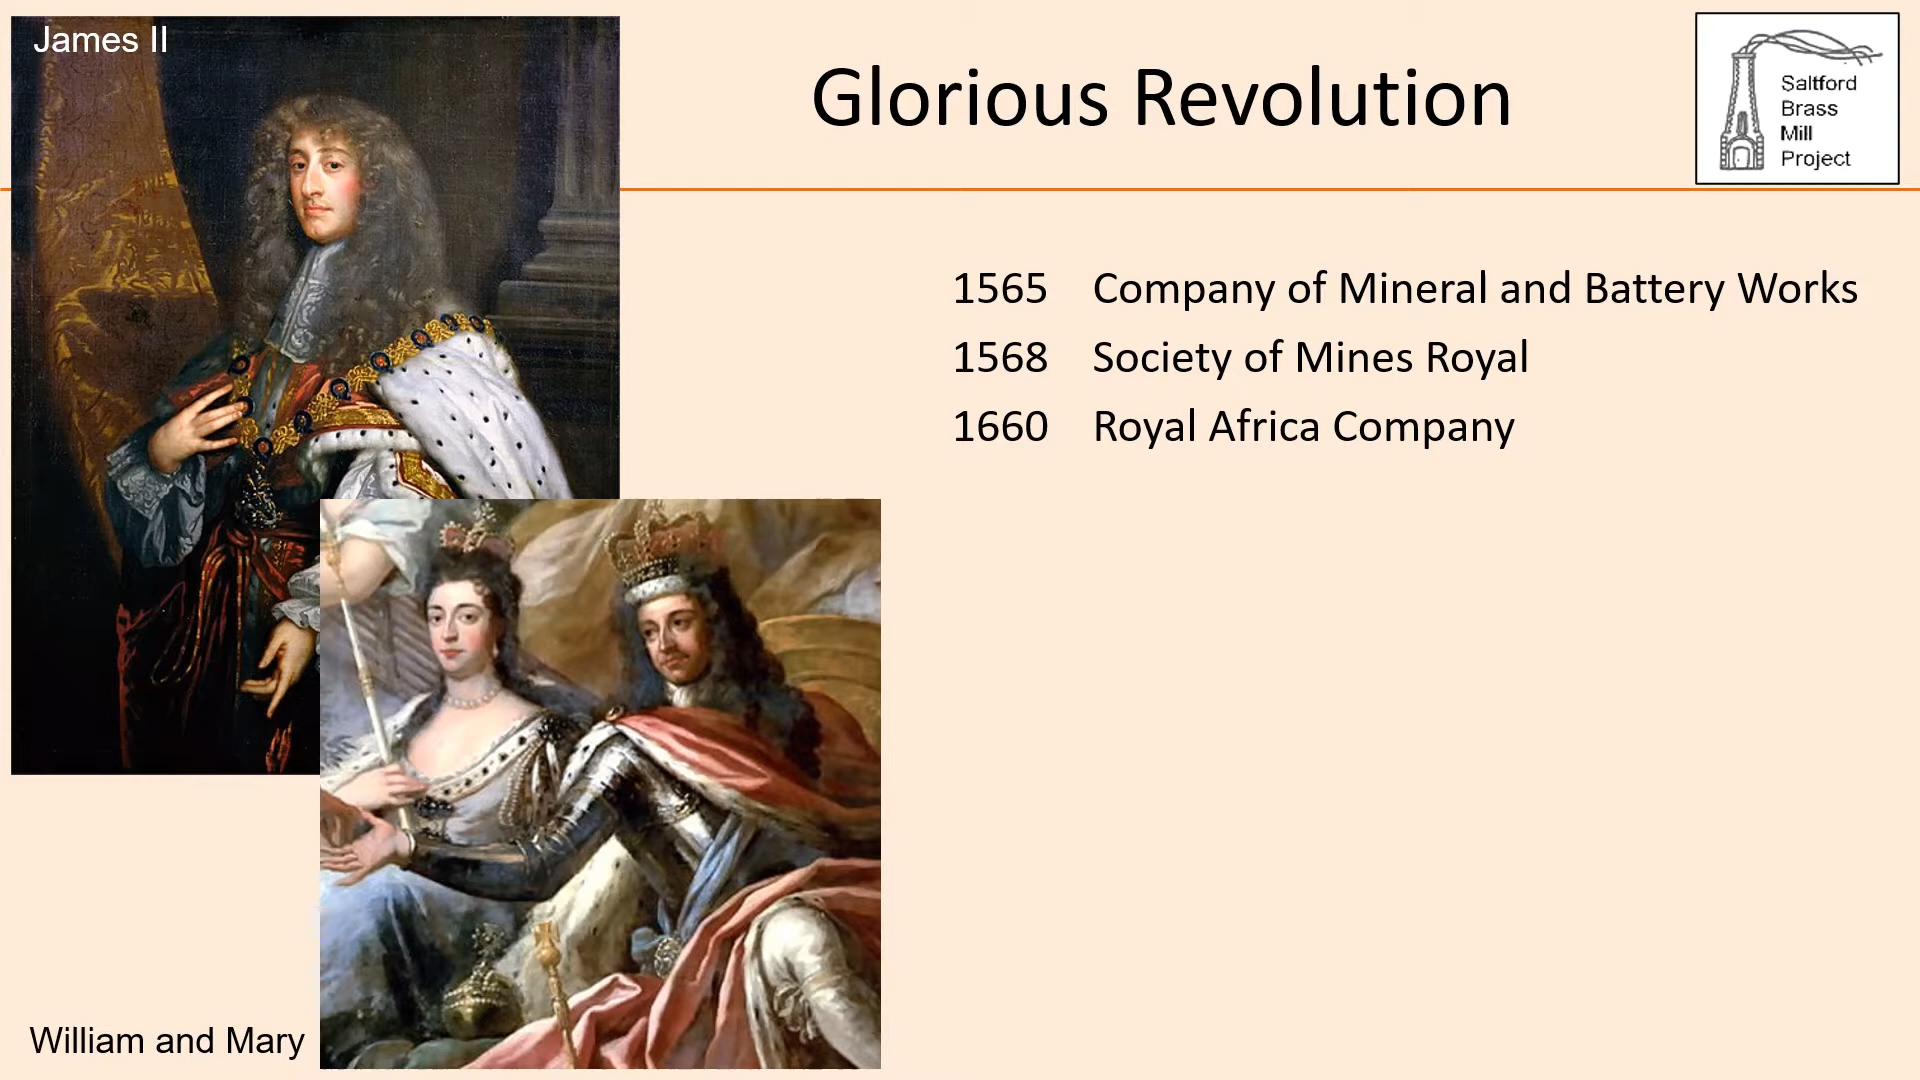 James II
Glorious Revolution
Saltford
Brass
Mill
Project
1565 Company of Mineral and Battery Works
1568 Society of Mines Royal
1660 Royal Africa Company
William and Mary